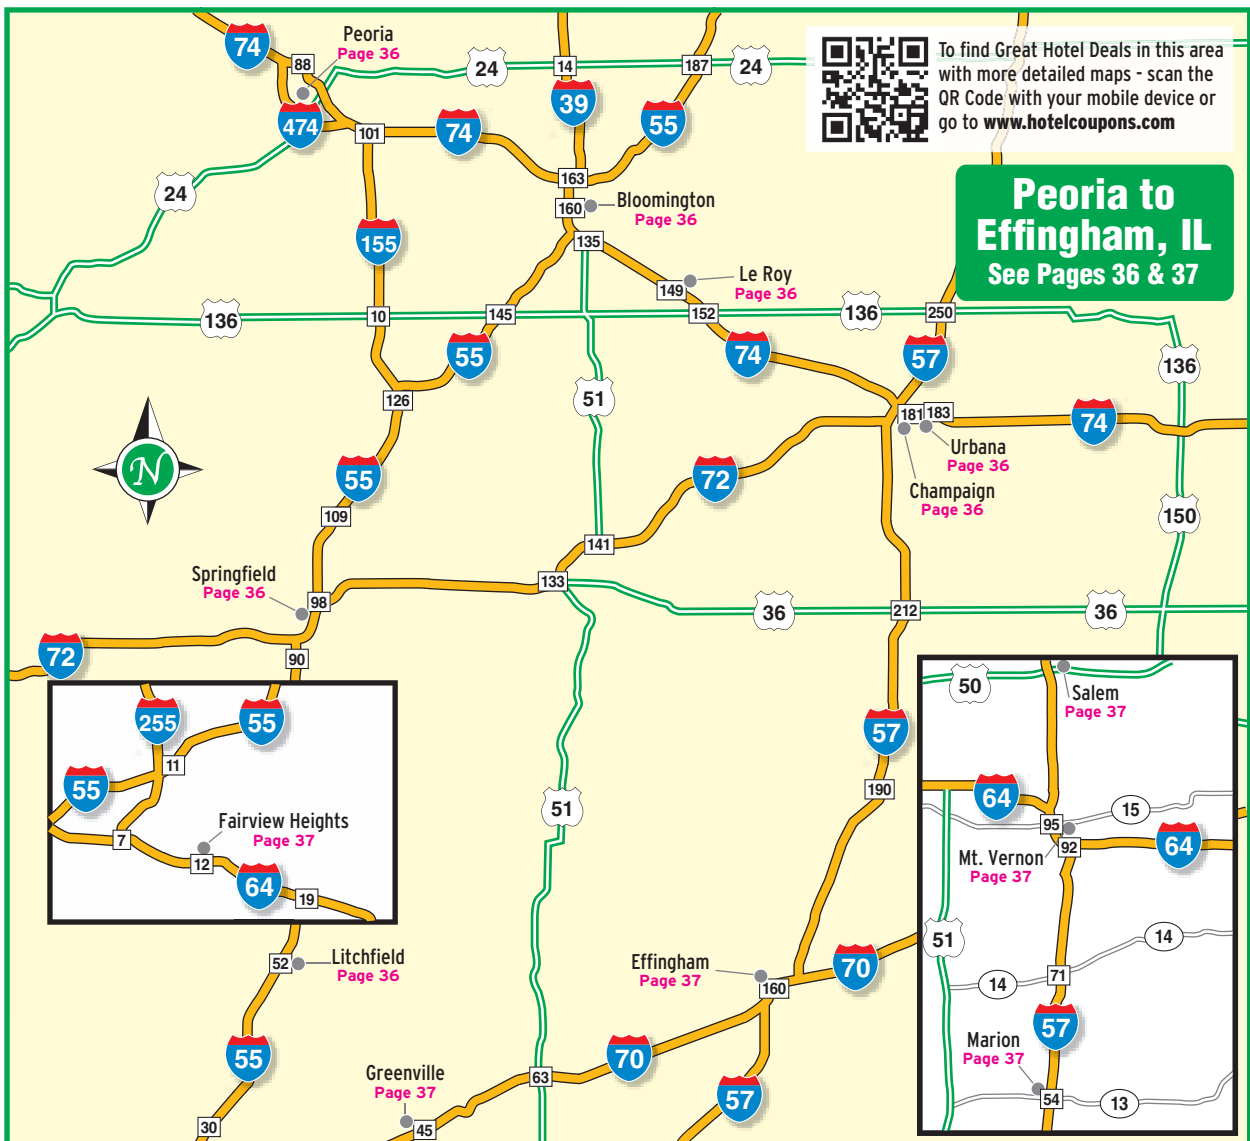 74
Peoria
Page 36
88
24
14
187
24
To find Great Hotel Deals in this area
with more detailed maps - scan the
QR Code with your mobile device or
go to www.hotelcoupons.com
474
101
74
39
55
163
24
160
Bloomington
Page 36
Peoria to
Effingham, IL
See Pages 36 & 37
155
135
Le Roy
Page 36
149
136
10
145
152
136
250
55
74
57
136
126
51
181
183
74
Urbana
Page 36
55
72
Champaign
Page 36
109
150
141
Springfield
Page 36
98
133
36
212
36
72
90
N
255
55
11
55
Fairview Heights
Page 37
7
12
64
19
50
Salem
Page 37
57
190
51
64
15
95
92
64
Mt. Vernon
Page 37
51
14
14
71
57
Marion
Page 37
54
13
52
Litchfield
Page 36
Effingham
Page 37
70
160
55
70
Greenville
Page 37
63
57
30
45